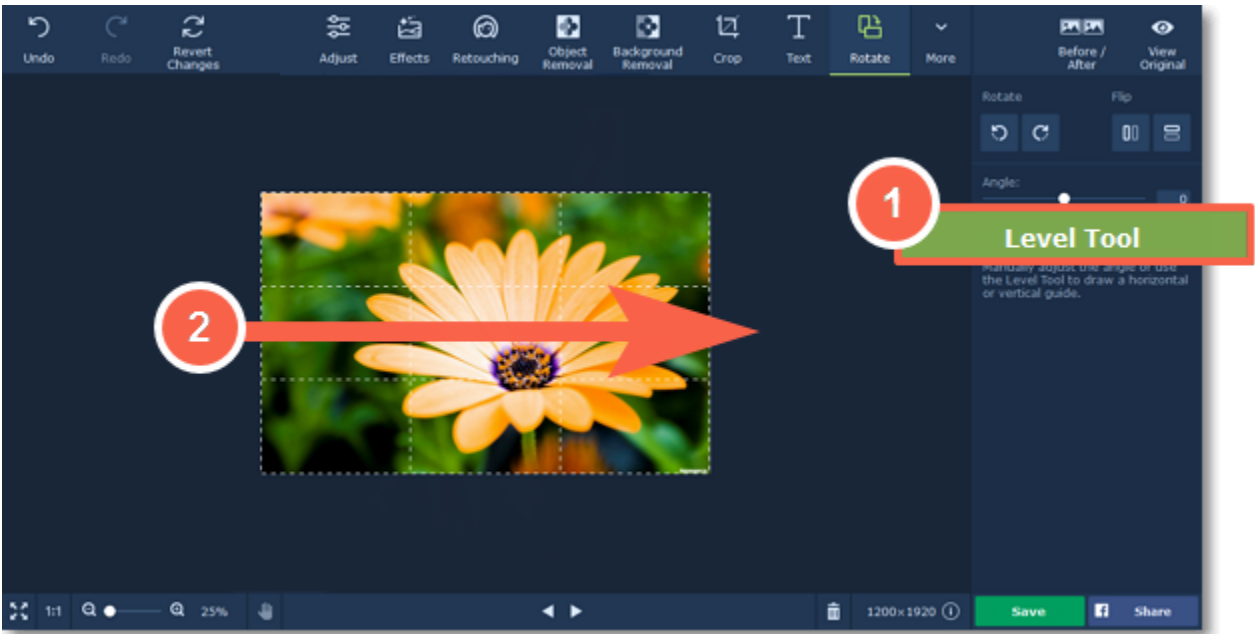 Undo
Redo
Revert
Changes
Adjust
Effects
Retouching
Object
Removal
Background
Removal
Crop
Text
Rotate
More
Before /
After
View
Original
Rotate
Flip
Angle:
0
1
Level Tool
Manually adjust the angle or use
the Level Tool to draw a horizontal
or vertical guide.
2
1:1
25%
1200×1920
Save
Share